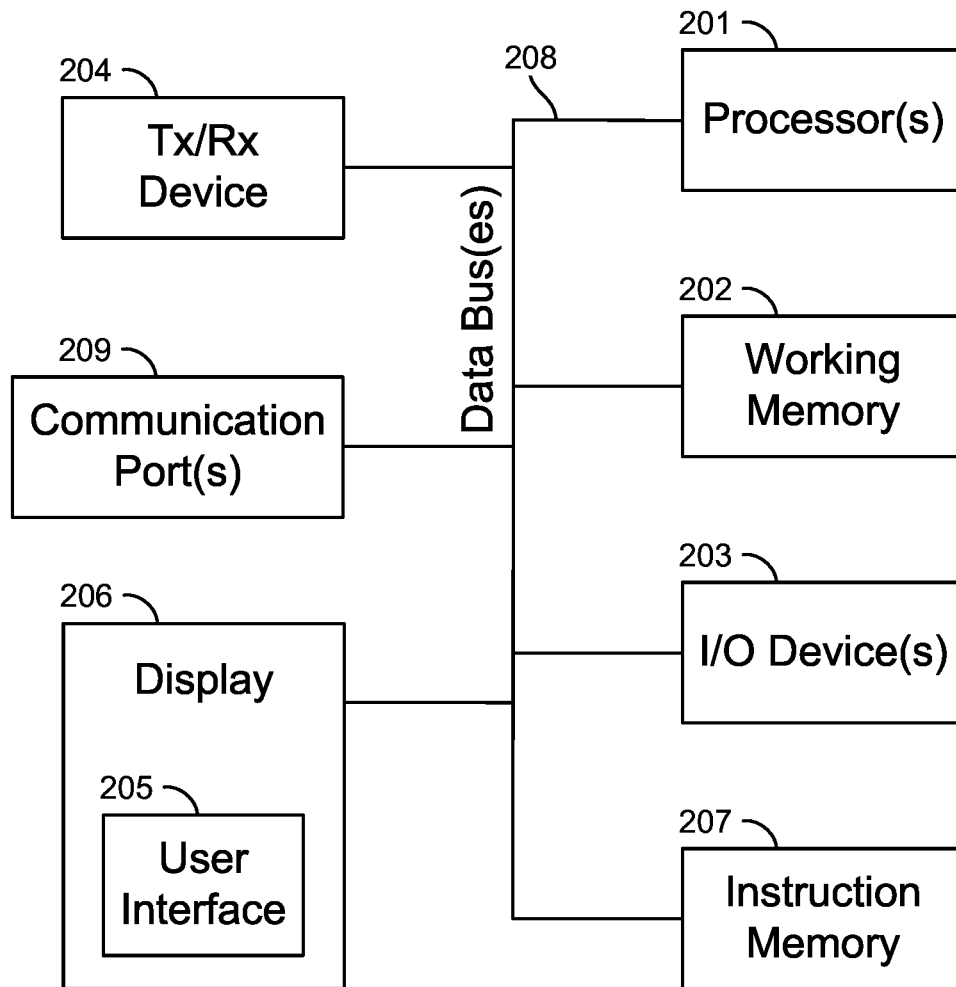 201
Processor(s)
204
Tx/Rx
Device
208
Data Bus(es)
202
Working
Memory
209
Communication
Port(s)
203
I/O Device(s)
206
Display
205
User
Interface
207
Instruction
Memory